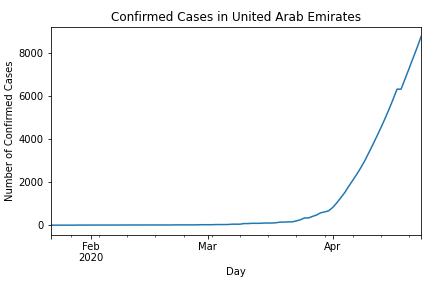 Confirmed Cases in United Arab Emirates
Number of Confirmed Cases
8000
6000
4000
2000
0
Feb
2020
Mar
Apr
Day